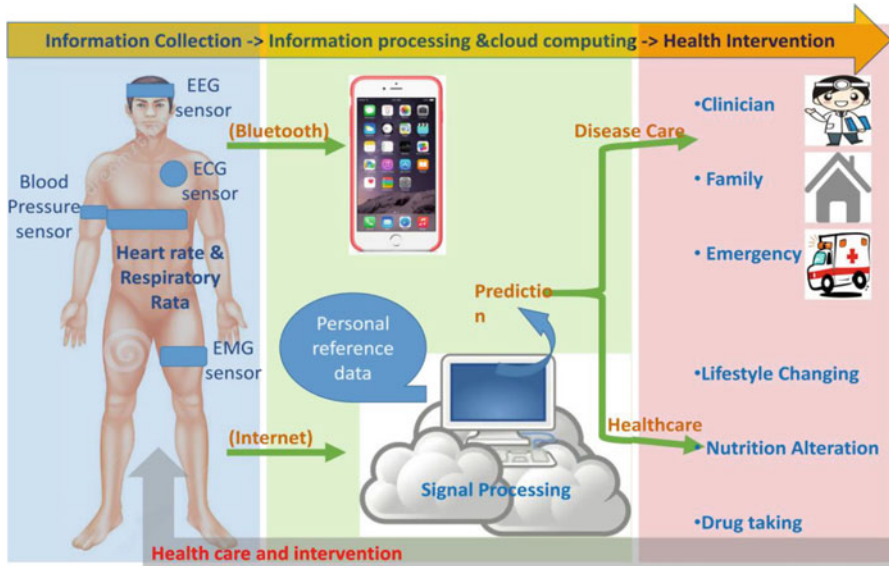 Information Collection -> Information processing &cloud computing -> Health Intervention
EEG
sensor
ECG
sensor
Blood
Pressure
sensor
Heart rate &
Respiratory
Rata
EMG
sensor
(Bluetooth)
(Internet)
Personal
reference
data
Predictio
n
Signal Processing
Disease Care
Healthcare
•Clinician
• Family
• Emergency
•Lifestyle Changing
• Nutrition Alteration
•Drug taking
Health care and intervention